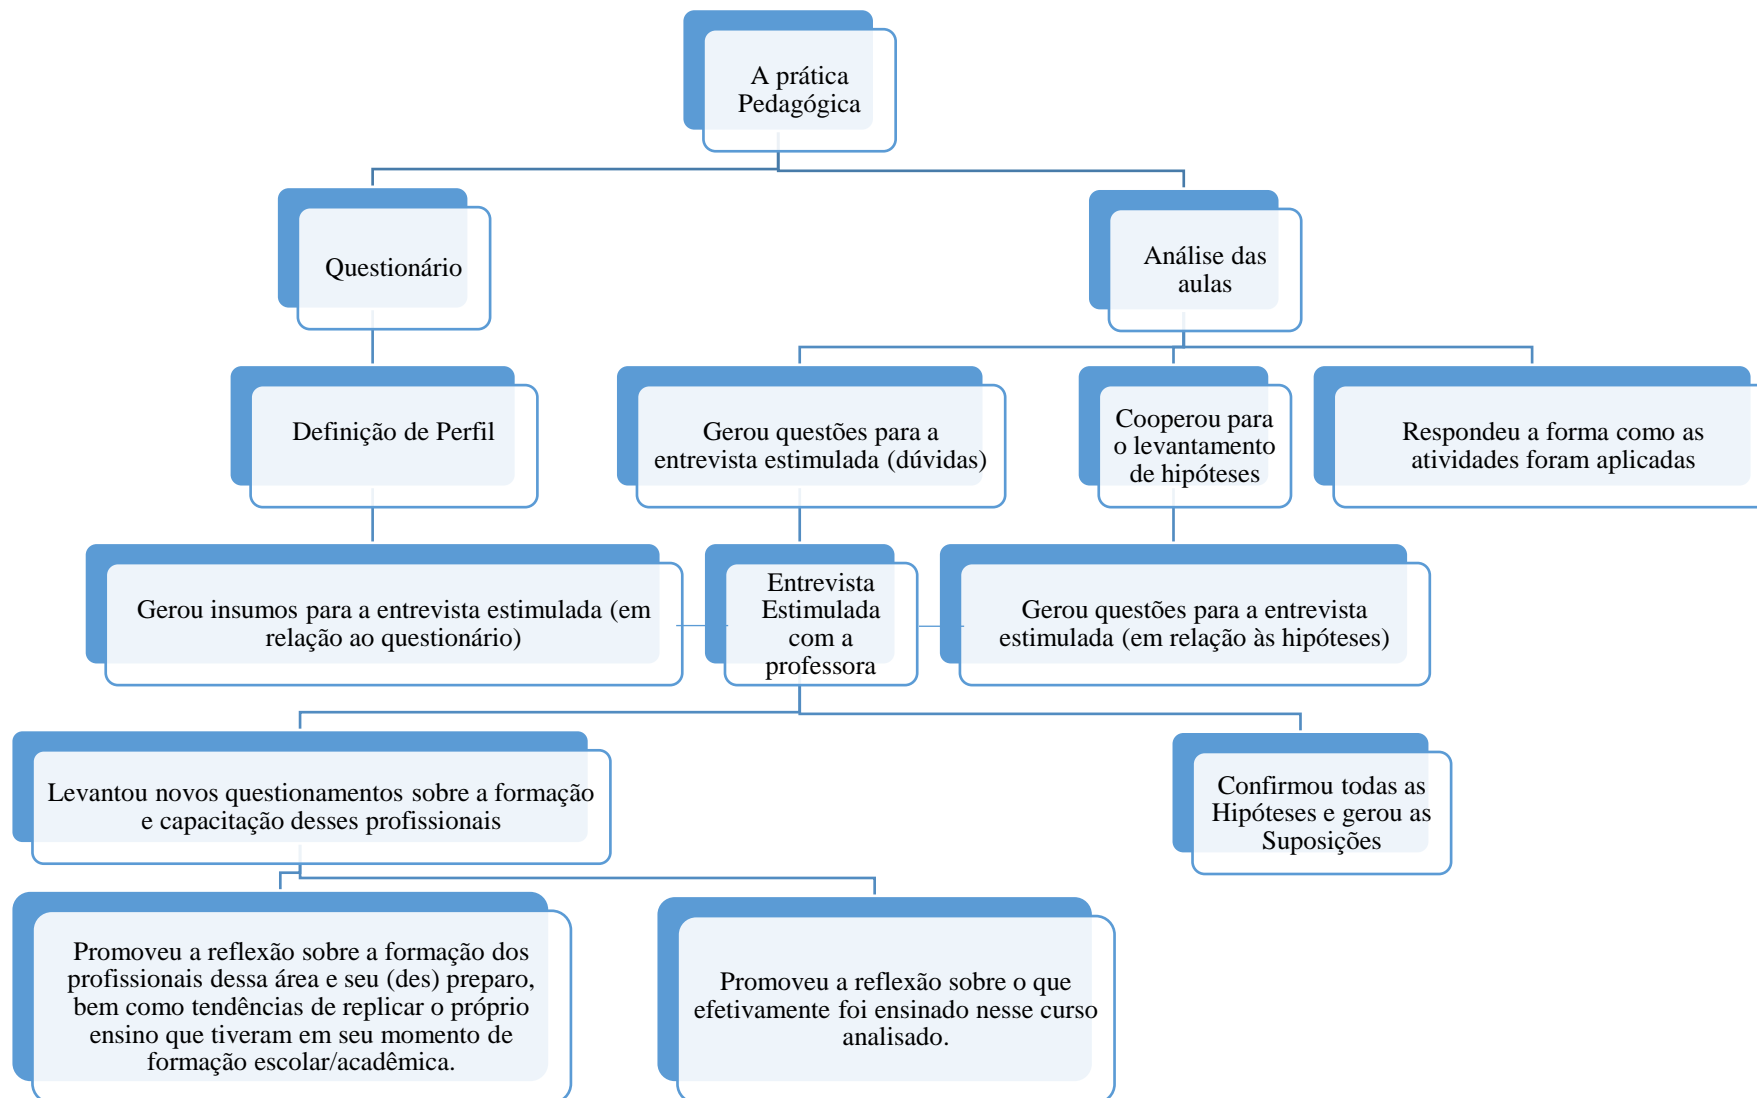 A prática
Pedagógica
Questionário
Análise das
aulas
Definição de Perfil
Gerou questões para a
entrevista estimulada (dúvidas)
Cooperou para
o levantamento
de hipóteses
Respondeu a forma como as
atividades foram aplicadas
Gerou insumos para a entrevista estimulada (em
relação ao questionário)
Entrevista
Estimulada
com a
professora
Gerou questões para a entrevista
estimulada (em relação às hipóteses)
Levantou novos questionamentos sobre a formação
e capacitação desses profissionais
Confirmou todas as
Hipóteses e gerou as
Suposições
Promoveu a reflexão sobre a formação dos
profissionais dessa área e seu (des) preparo,
bem como tendências de replicar o próprio
ensino que tiveram em seu momento de
formação escolar/acadêmica.
Promoveu a reflexão sobre o que
efetivamente foi ensinado nesse curso
analisado.